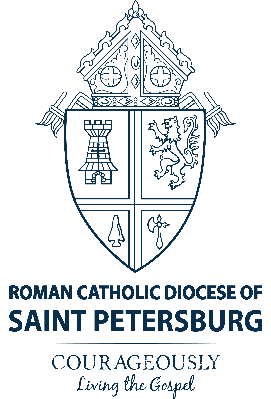 ROMAN CATHOLIC DIOCESE OF
SAINT PETERSBURG
COURAGEOUSLY
Living the Gospel